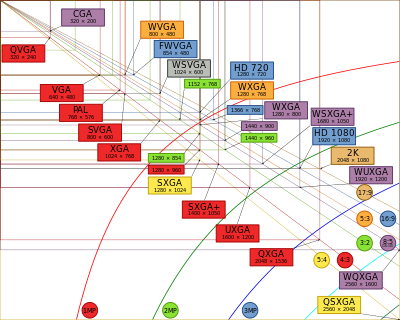 CGA
320 x 200
QVGA
320 x 240
WVGA
800 x 480
FWVGA
854 x 480
WSVGA
1024 x 600
HD 720
1280 x 720
1152 x 768
WXGA
1280 x 768
VGA
640 x 480
PAL
768 x 576
1366 x 768
WXGA
1280 x 800
WSXGA+
1680 x 1050
SVGA
800 x 600
1440 x 900
HD 1080
1920 x 1080
1440 x 960
XGA
1024 x 768
1280 x 854
2K
2048 x 1080
1280 x 960
WUXGA
1920 x 1200
SXGA
1280 x 1024
17:9
SXGA+
1400 x 1050
5:3
16:9
UXGA
1600 x 1200
3:2
QXGA
2048 x 1536
5:4
4:3
WQXGA
2560 x 1600
QSXGA
2560 x 2048
1MP
2MP
3MP